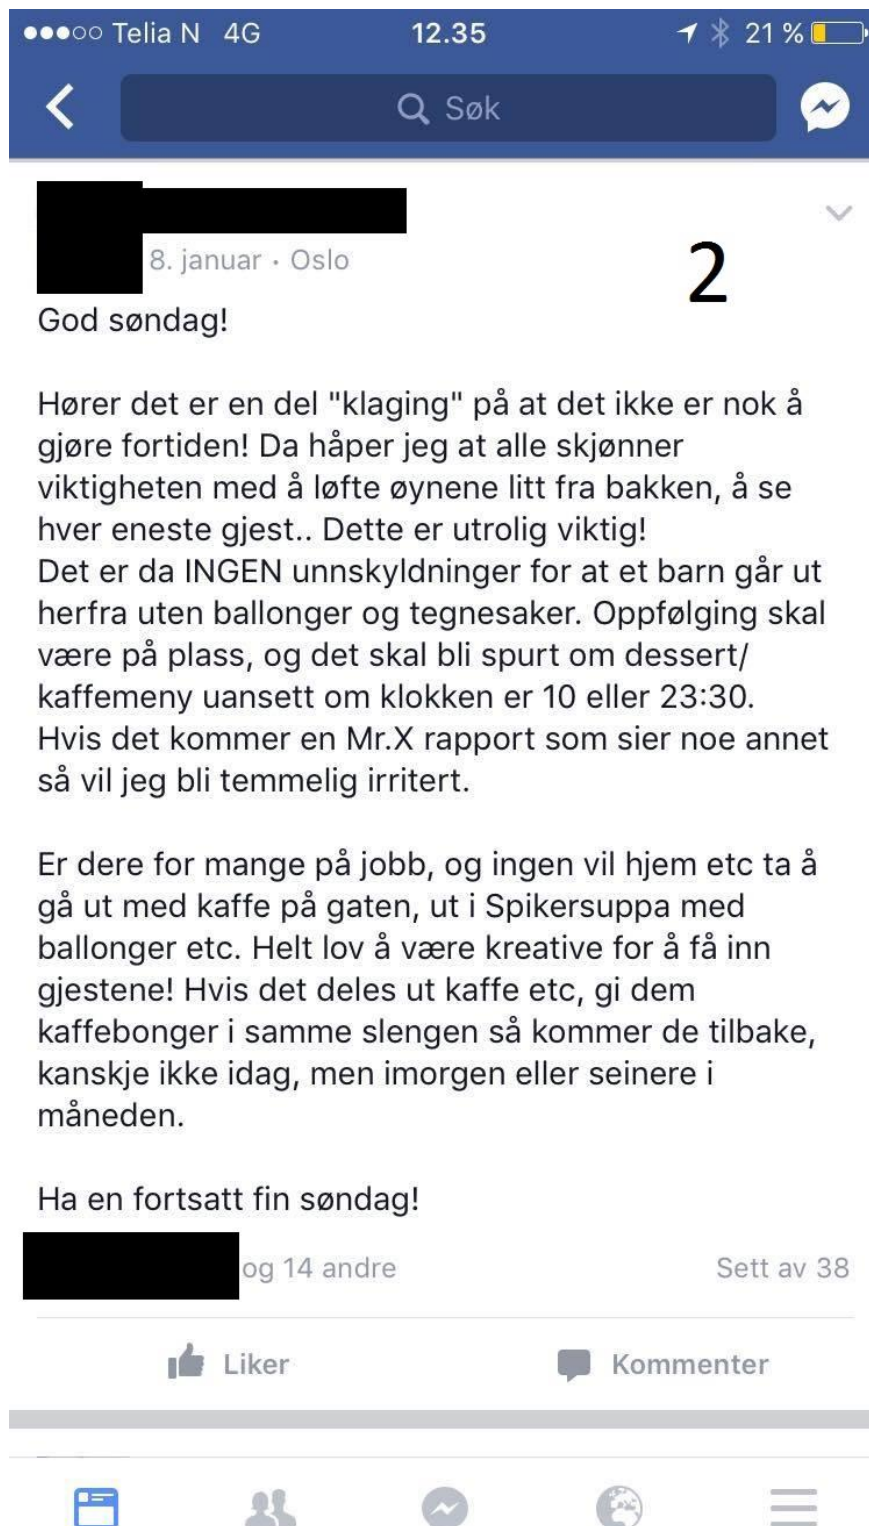 Telia N 4G 12.35 21 %
Søk
8. januar · Oslo
2
God søndag!
Hører det er en del "klaging" på at det ikke er nok å
gjøre fortiden! Da håper jeg at alle skjønner
viktigheten med å løfte øynene litt fra bakken, å se
hver eneste gjest.. Dette er utrolig viktig!
Det er da INGEN unnskyldninger for at et barn går ut
herfra uten ballonger og tegnesaker. Oppfølging skal
være på plass, og det skal bli spurt om dessert/
kaffemeny uansett om klokken er 10 eller 23:30.
Hvis det kommer en Mr.X rapport som sier noe annet
så vil jeg bli temmelig irritert.
Er dere for mange på jobb, og ingen vil hjem etc ta å
gå ut med kaffe på gaten, ut i Spikersuppa med
ballonger etc. Helt lov å være kreative for å få inn
gjestene! Hvis det deles ut kaffe etc, gi dem
kaffebonger i samme slengen så kommer de tilbake,
kanskje ikke idag, men imorgen eller seinere i
måneden.
Ha en fortsatt fin søndag!
og 14 andre Sett av 38
Liker Kommenter